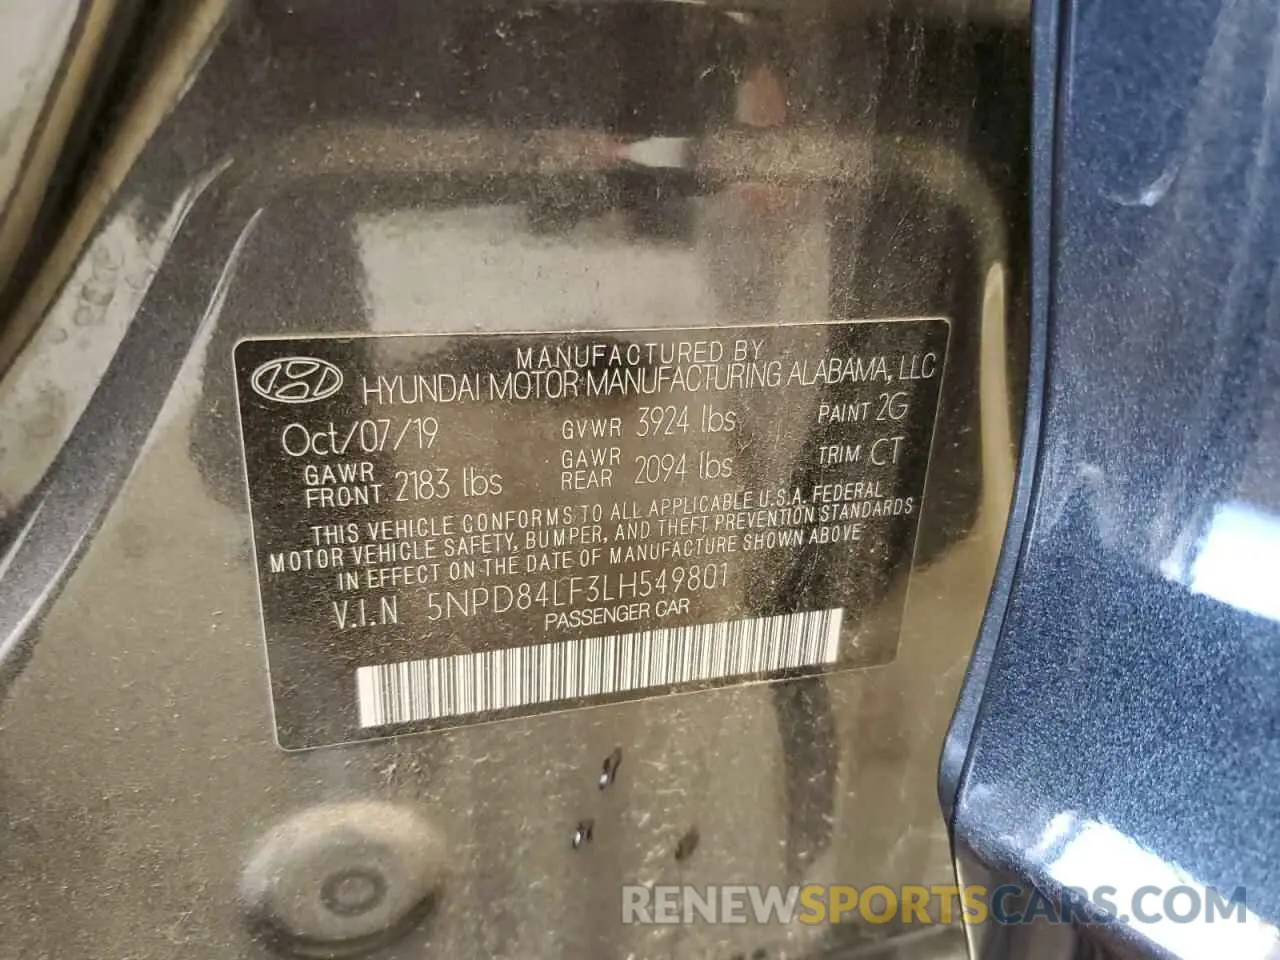 MANUFACTURED BY
HYUNDAI MOTOR MANUFACTURING ALABAMA, LLC
Oct/07/19 GVWR 3924 lbs PAINT 2G
GAWR FRONT 2183 lbs GAWR REAR 2094 lbs TRIM CT
THIS VEHICLE CONFORMS TO ALL APPLICABLE U.S.A. FEDERAL
MOTOR VEHICLE SAFETY, BUMPER, AND THEFT PREVENTION STANDARDS
IN EFFECT ON THE DATE OF MANUFACTURE SHOWN ABOVE
V.I.N 5NPD84LF3LH549801
PASSENGER CAR
RENEWSPORTSCARS.COM